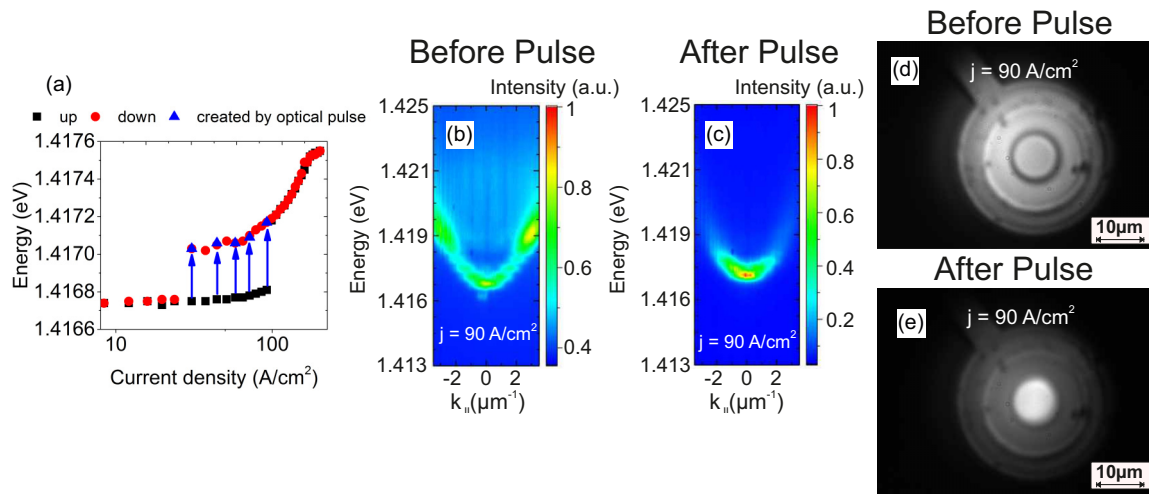 (a)
up down created by optical pulse
1.4176
1.4174
1.4172
1.4170
1.4168
1.4166
Energy (eV)
10 100
Current density (A/cm²)
Before Pulse
Intensity (a.u.)
(b)
1.425
1.421
1.419
1.416
1.413
Energy (eV)
j = 90 A/cm²
-2 0 2
k॥(µm⁻¹)
1
0.8
0.6
0.4
After Pulse
Intensity (a.u.)
(c)
1.425
1.421
1.419
1.416
1.413
Energy (eV)
j = 90 A/cm²
-2 0 2
k॥(µm⁻¹)
1
0.8
0.6
0.4
0.2
Before Pulse
(d)
j = 90 A/cm²
10µm
After Pulse
(e)
j = 90 A/cm²
10µm